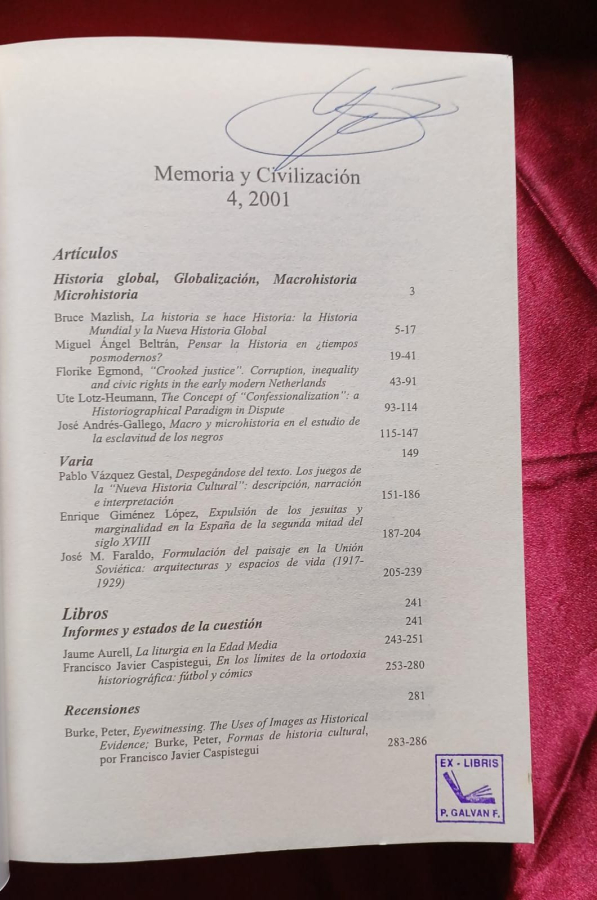 Memoria y Civilización
4, 2001
Artículos
Historia global, Globalización, Macrohistoria
Microhistoria 3
Bruce Mazlish, La historia se hace Historia: la Historia
Mundial y la Nueva Historia Global 5-17
Miguel Ángel Beltrán, Pensar la Historia en ¿tiempos
posmodernos? 19-41
Florike Egmond, “Crooked justice”. Corruption, inequality
and civic rights in the early modern Netherlands 43-91
Ute Lotz-Heumann, The Concept of “Confessionalization”: a
Historiographical Paradigm in Dispute 93-114
José Andrés-Gallego, Macro y microhistoria en el estudio de
la esclavitud de los negros 115-147
Varia 149
Pablo Vázquez Gestal, Despegándose del texto. Los juegos de
la “Nueva Historia Cultural”: descripción, narración
e interpretación 151-186
Enrique Giménez López, Expulsión de los jesuitas y
marginalidad en la España de la segunda mitad del
siglo XVIII 187-204
José M. Faraldo, Formulación del paisaje en la Unión
Soviética: arquitecturas y espacios de vida (1917-
1929) 205-239
Libros 241
Informes y estados de la cuestión 241
Jaume Aurell, La liturgia en la Edad Media 243-251
Francisco Javier Caspistegui, En los límites de la ortodoxia
historiográfica: fútbol y cómics 253-280
Recensiones 281
Burke, Peter, Eyewitnessing. The Uses of Images as Historical
Evidence; Burke, Peter, Formas de historia cultural,
por Francisco Javier Caspistegui 283-286
EX - LIBRIS
P. GALVAN F.